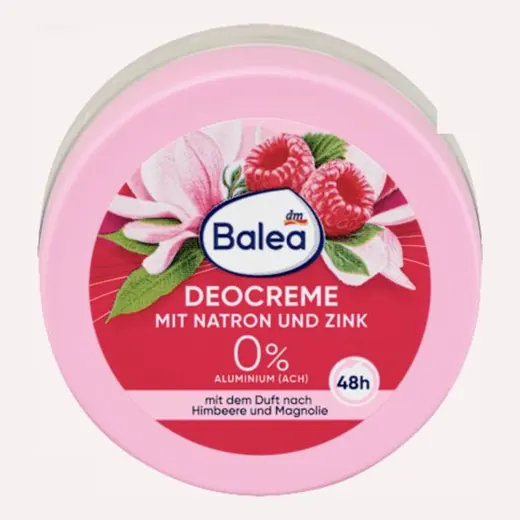 dm
Balea
DEOCREME
MIT NATRON UND ZINK
0%
ALUMINIUM (ACH)
48h
mit dem Duft nach
Himbeere und Magnolie